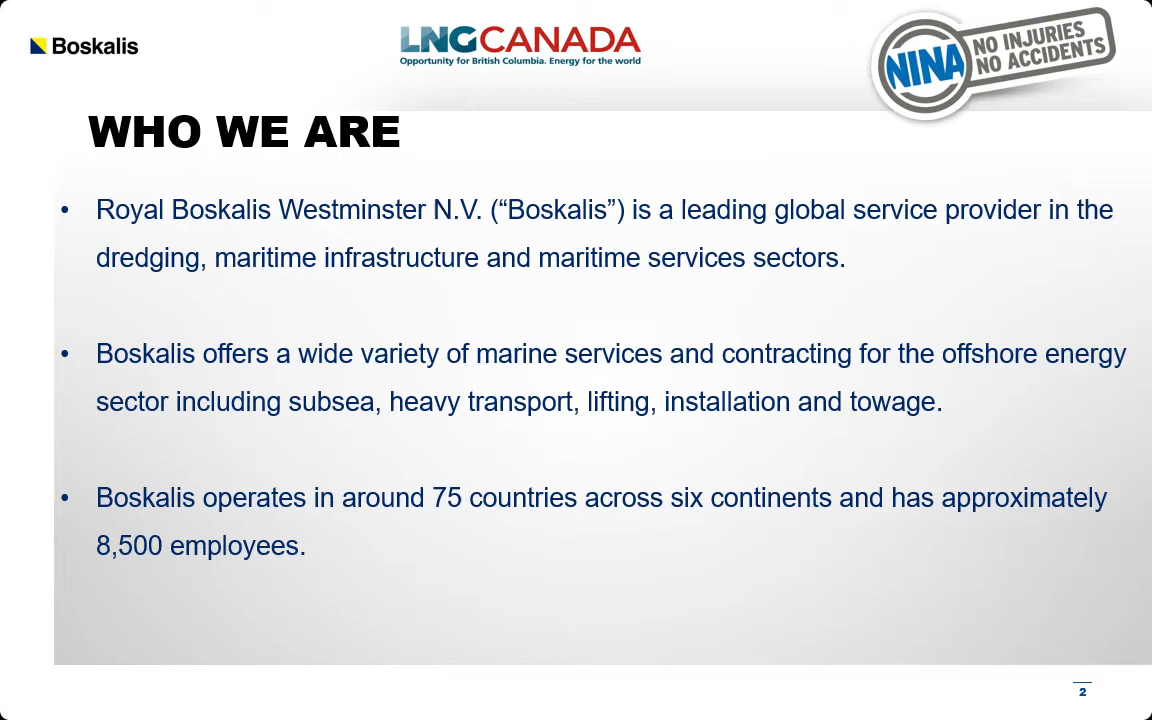 Boskalis
LNGCANADA
Opportunity for British Columbia. Energy for the world
NINA
NO INJURIES
NO ACCIDENTS
WHO WE ARE
• Royal Boskalis Westminster N.V. (“Boskalis”) is a leading global service provider in the
dredging, maritime infrastructure and maritime services sectors.
• Boskalis offers a wide variety of marine services and contracting for the offshore energy
sector including subsea, heavy transport, lifting, installation and towage.
• Boskalis operates in around 75 countries across six continents and has approximately
8,500 employees.
2